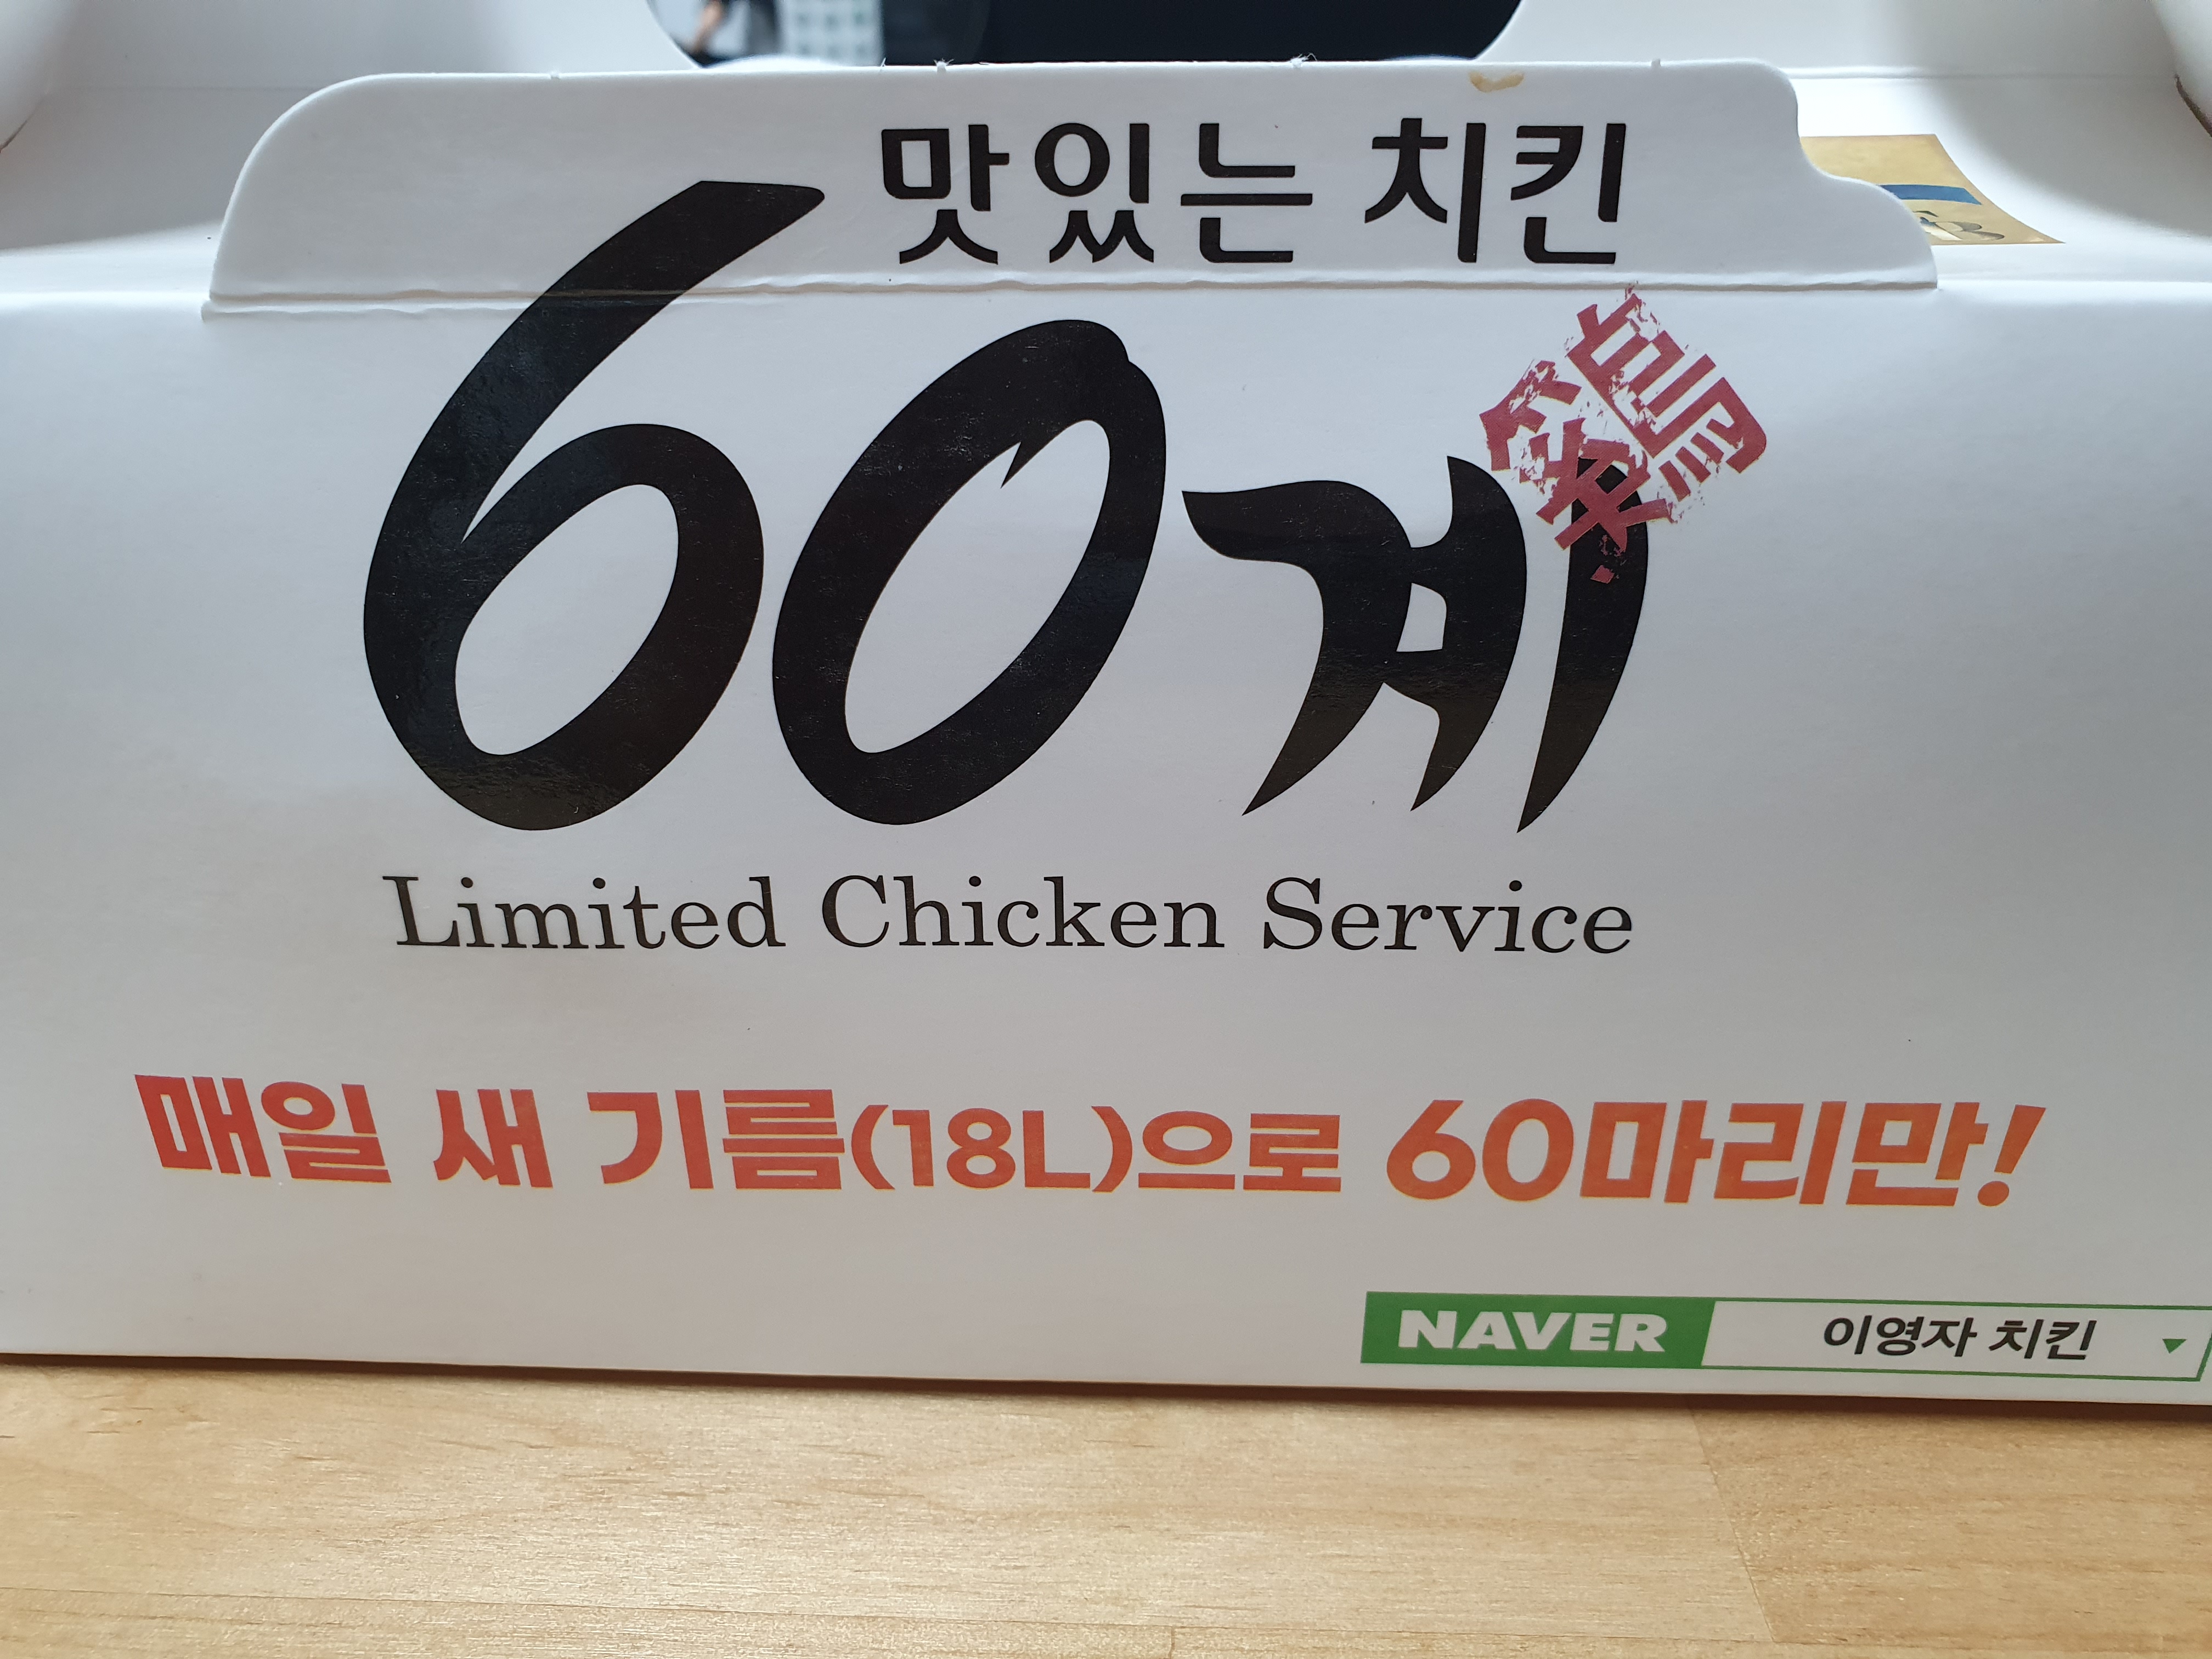 맛있는 치킨
60계
Limited Chicken Service
매일 새 기름(18L)으로 60마리만!
NAVER 이영자 치킨